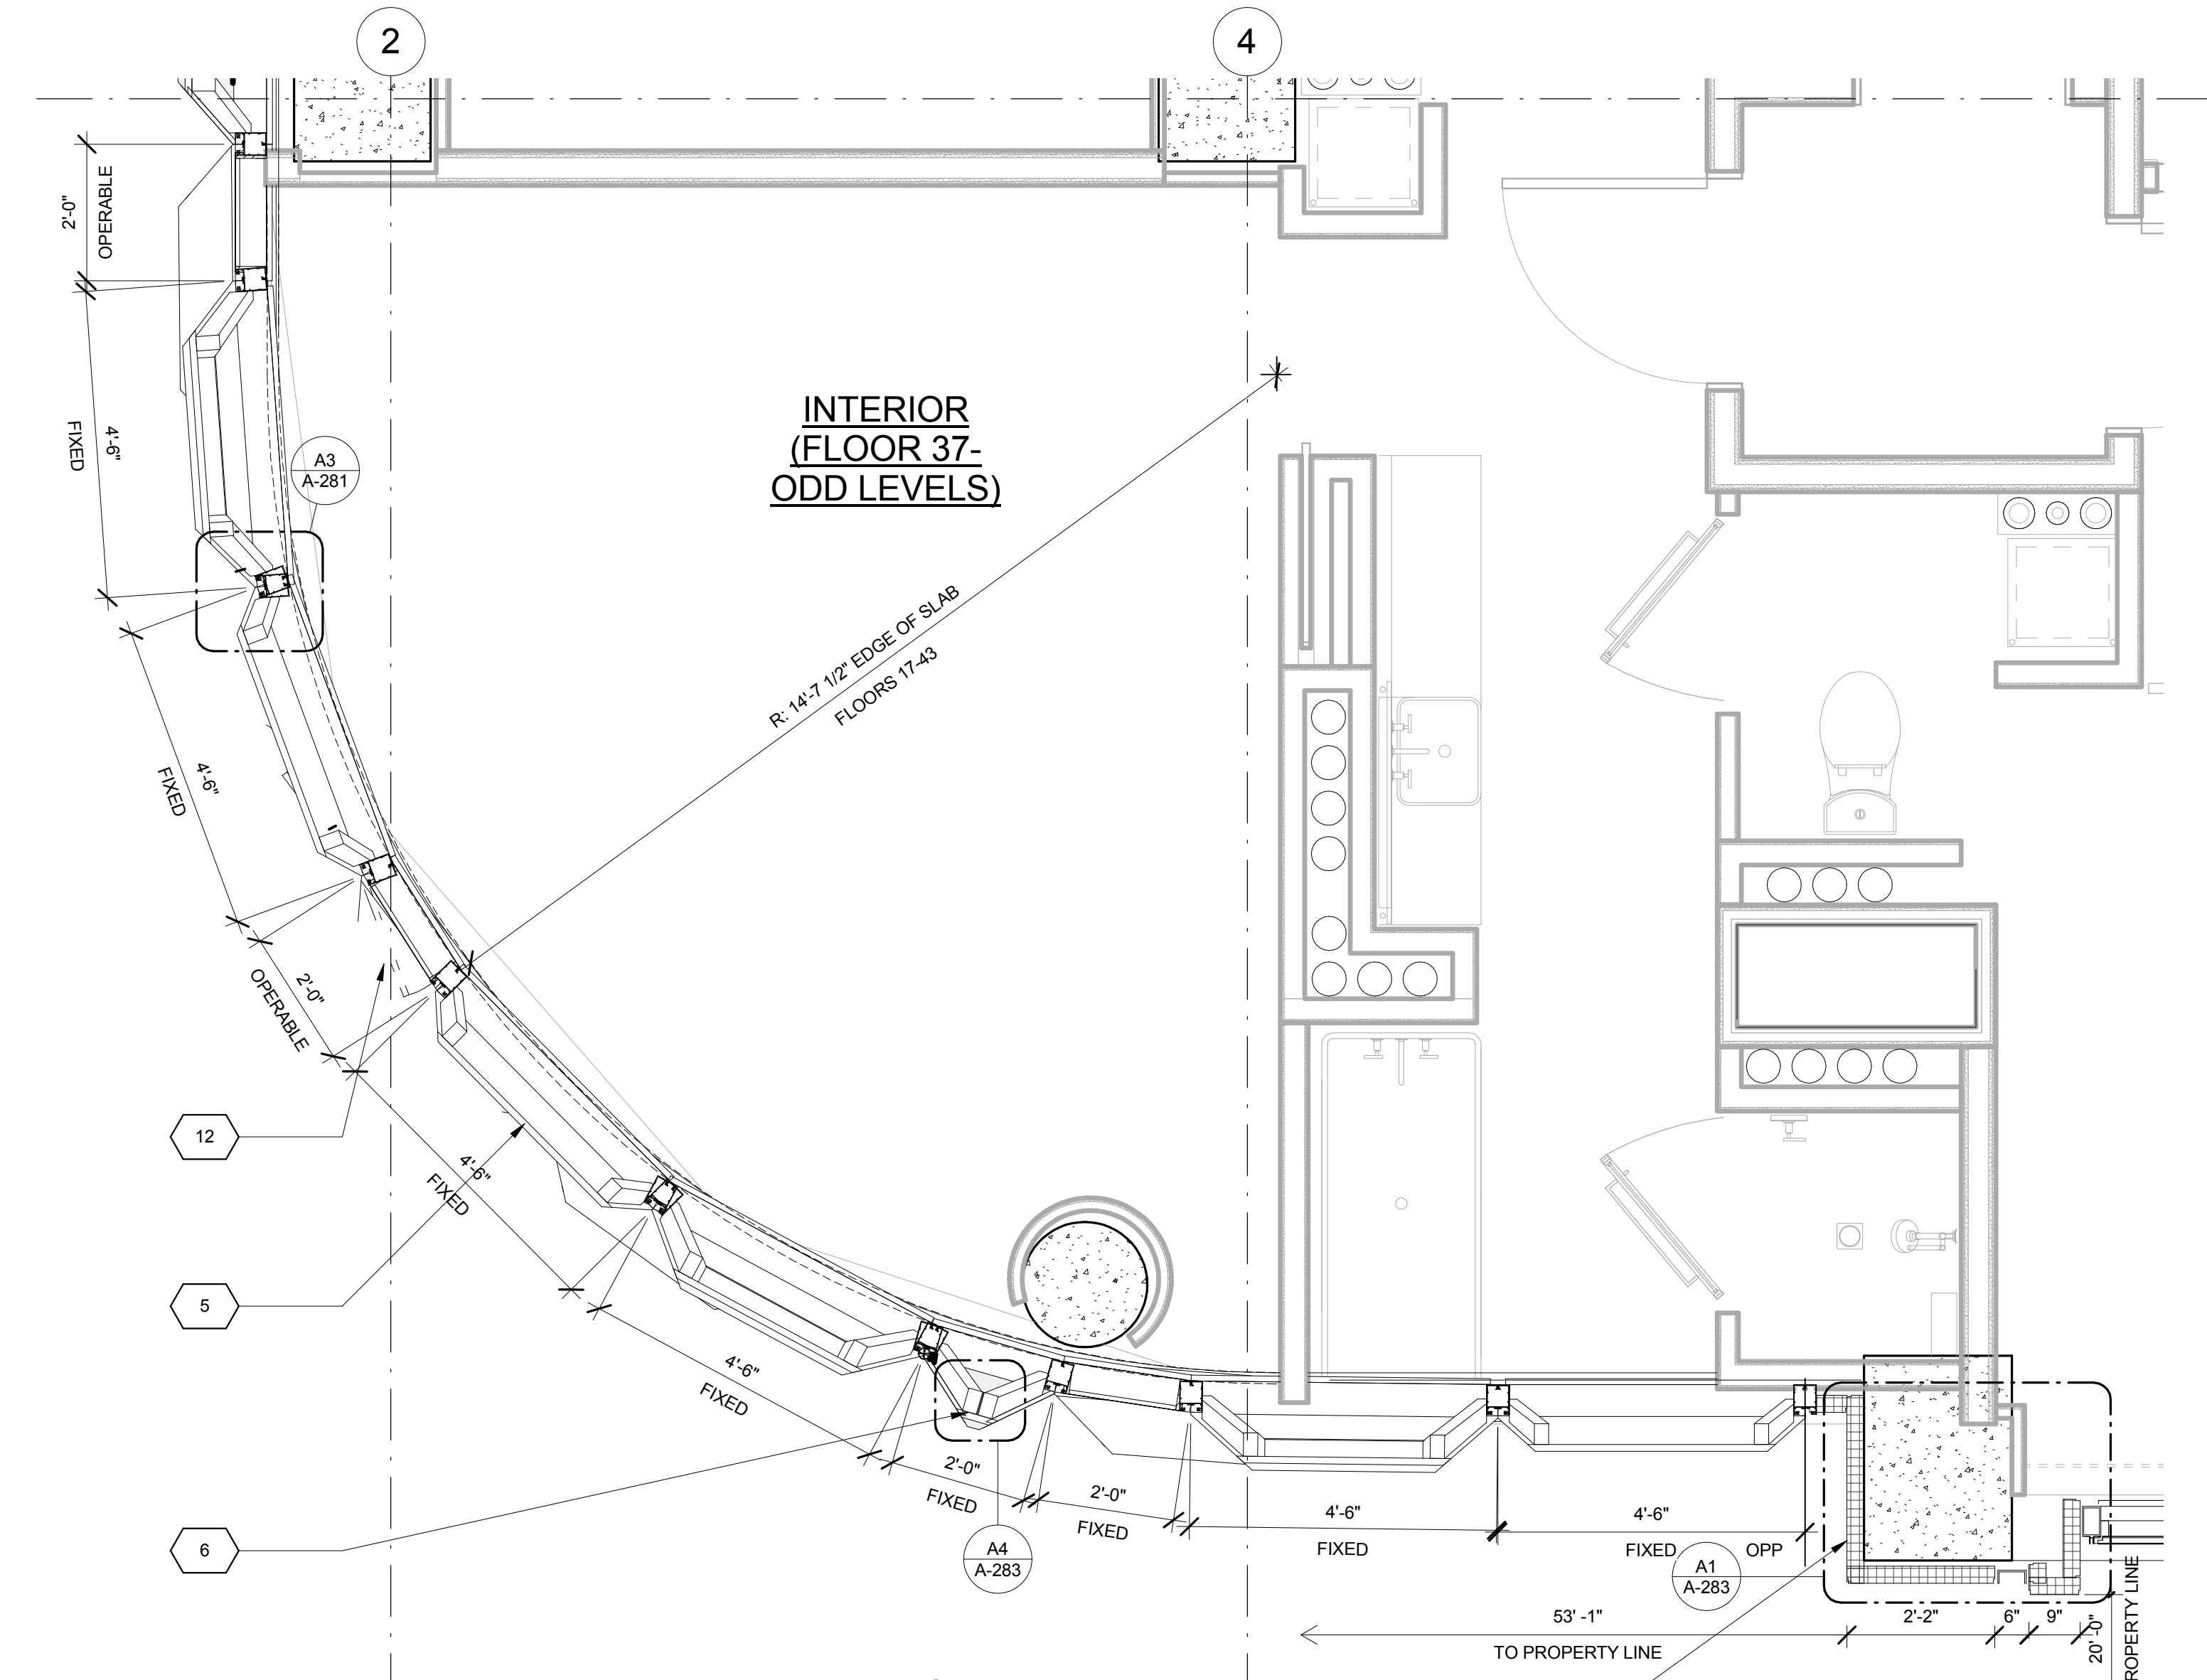 2
4
2'-0"
OPERABLE
INTERIOR
(FLOOR 37-
ODD LEVELS)
4'-6"
FIXED
A3
A-281
R: 14'-7 1/2" EDGE OF SLAB
FLOORS 17-43
4'-6"
FIXED
2'-0"
OPERABLE
12
4'-6"
FIXED
5
4'-6"
FIXED
2'-0"
FIXED
2'-0"
FIXED
4'-6"
FIXED
4'-6"
FIXED
OPP
6
A4
A-283
A1
A-283
53' -1"
TO PROPERTY LINE
2'-2"
6"
9"
20'-0"
ROPERTY LINE